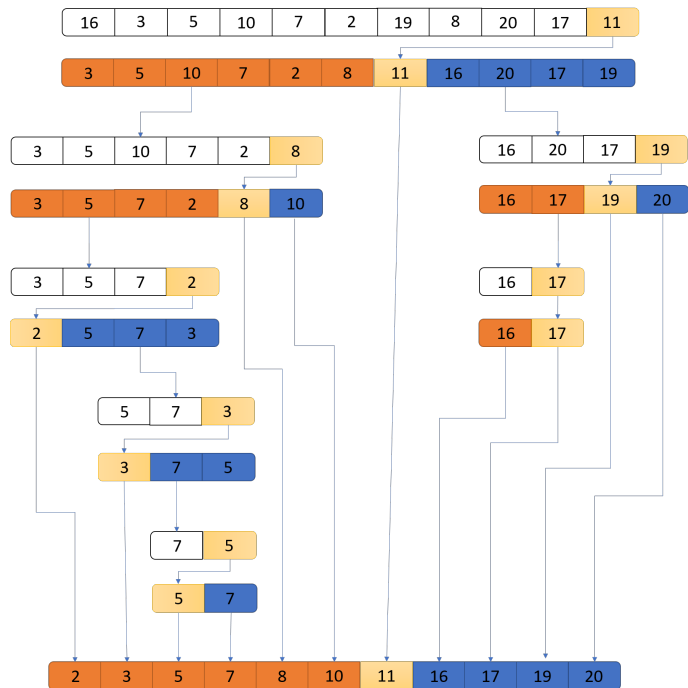 16 3 5 10 7 2 19 8 20 17 11
3 5 10 7 2 8 11 16 20 17 19
3 5 10 7 2 8
16 20 17 19
3 5 7 2 8 10
16 17 19 20
3 5 7 2
16 17
2 5 7 3
16 17
5 7 3
3 7 5
7 5
5 7
2 3 5 7 8 10 11 16 17 19 20